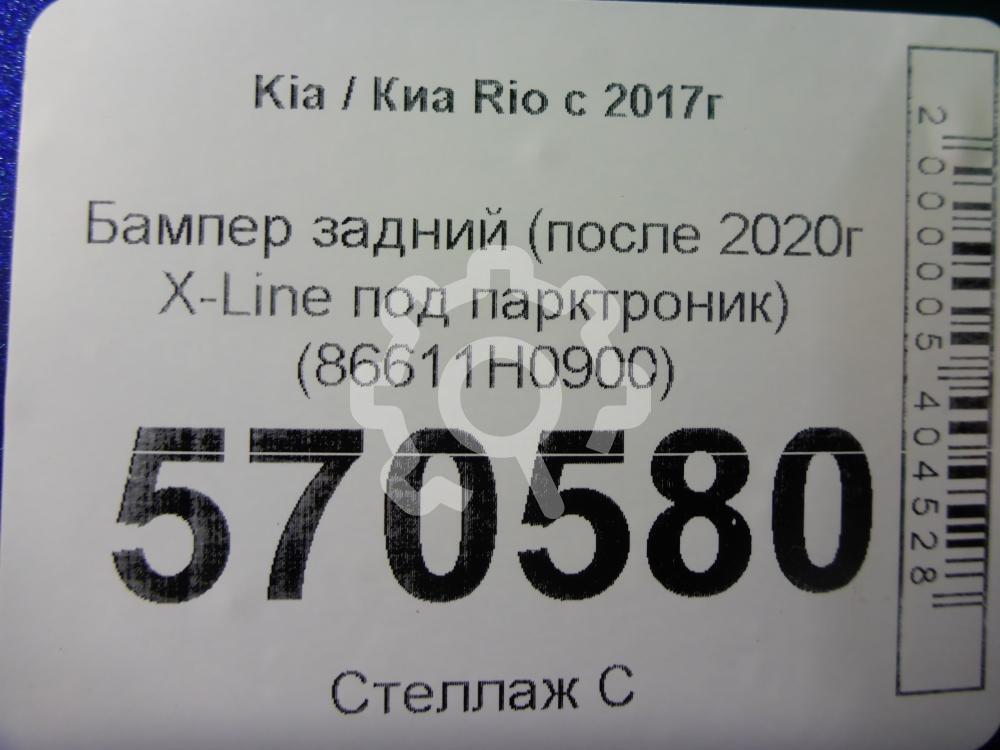 Kia / Киа Rio с 2017г
Бампер задний (после 2020г
X-Line под парктроник)
(86611H0900)
570580
Стеллаж С
2000005404528